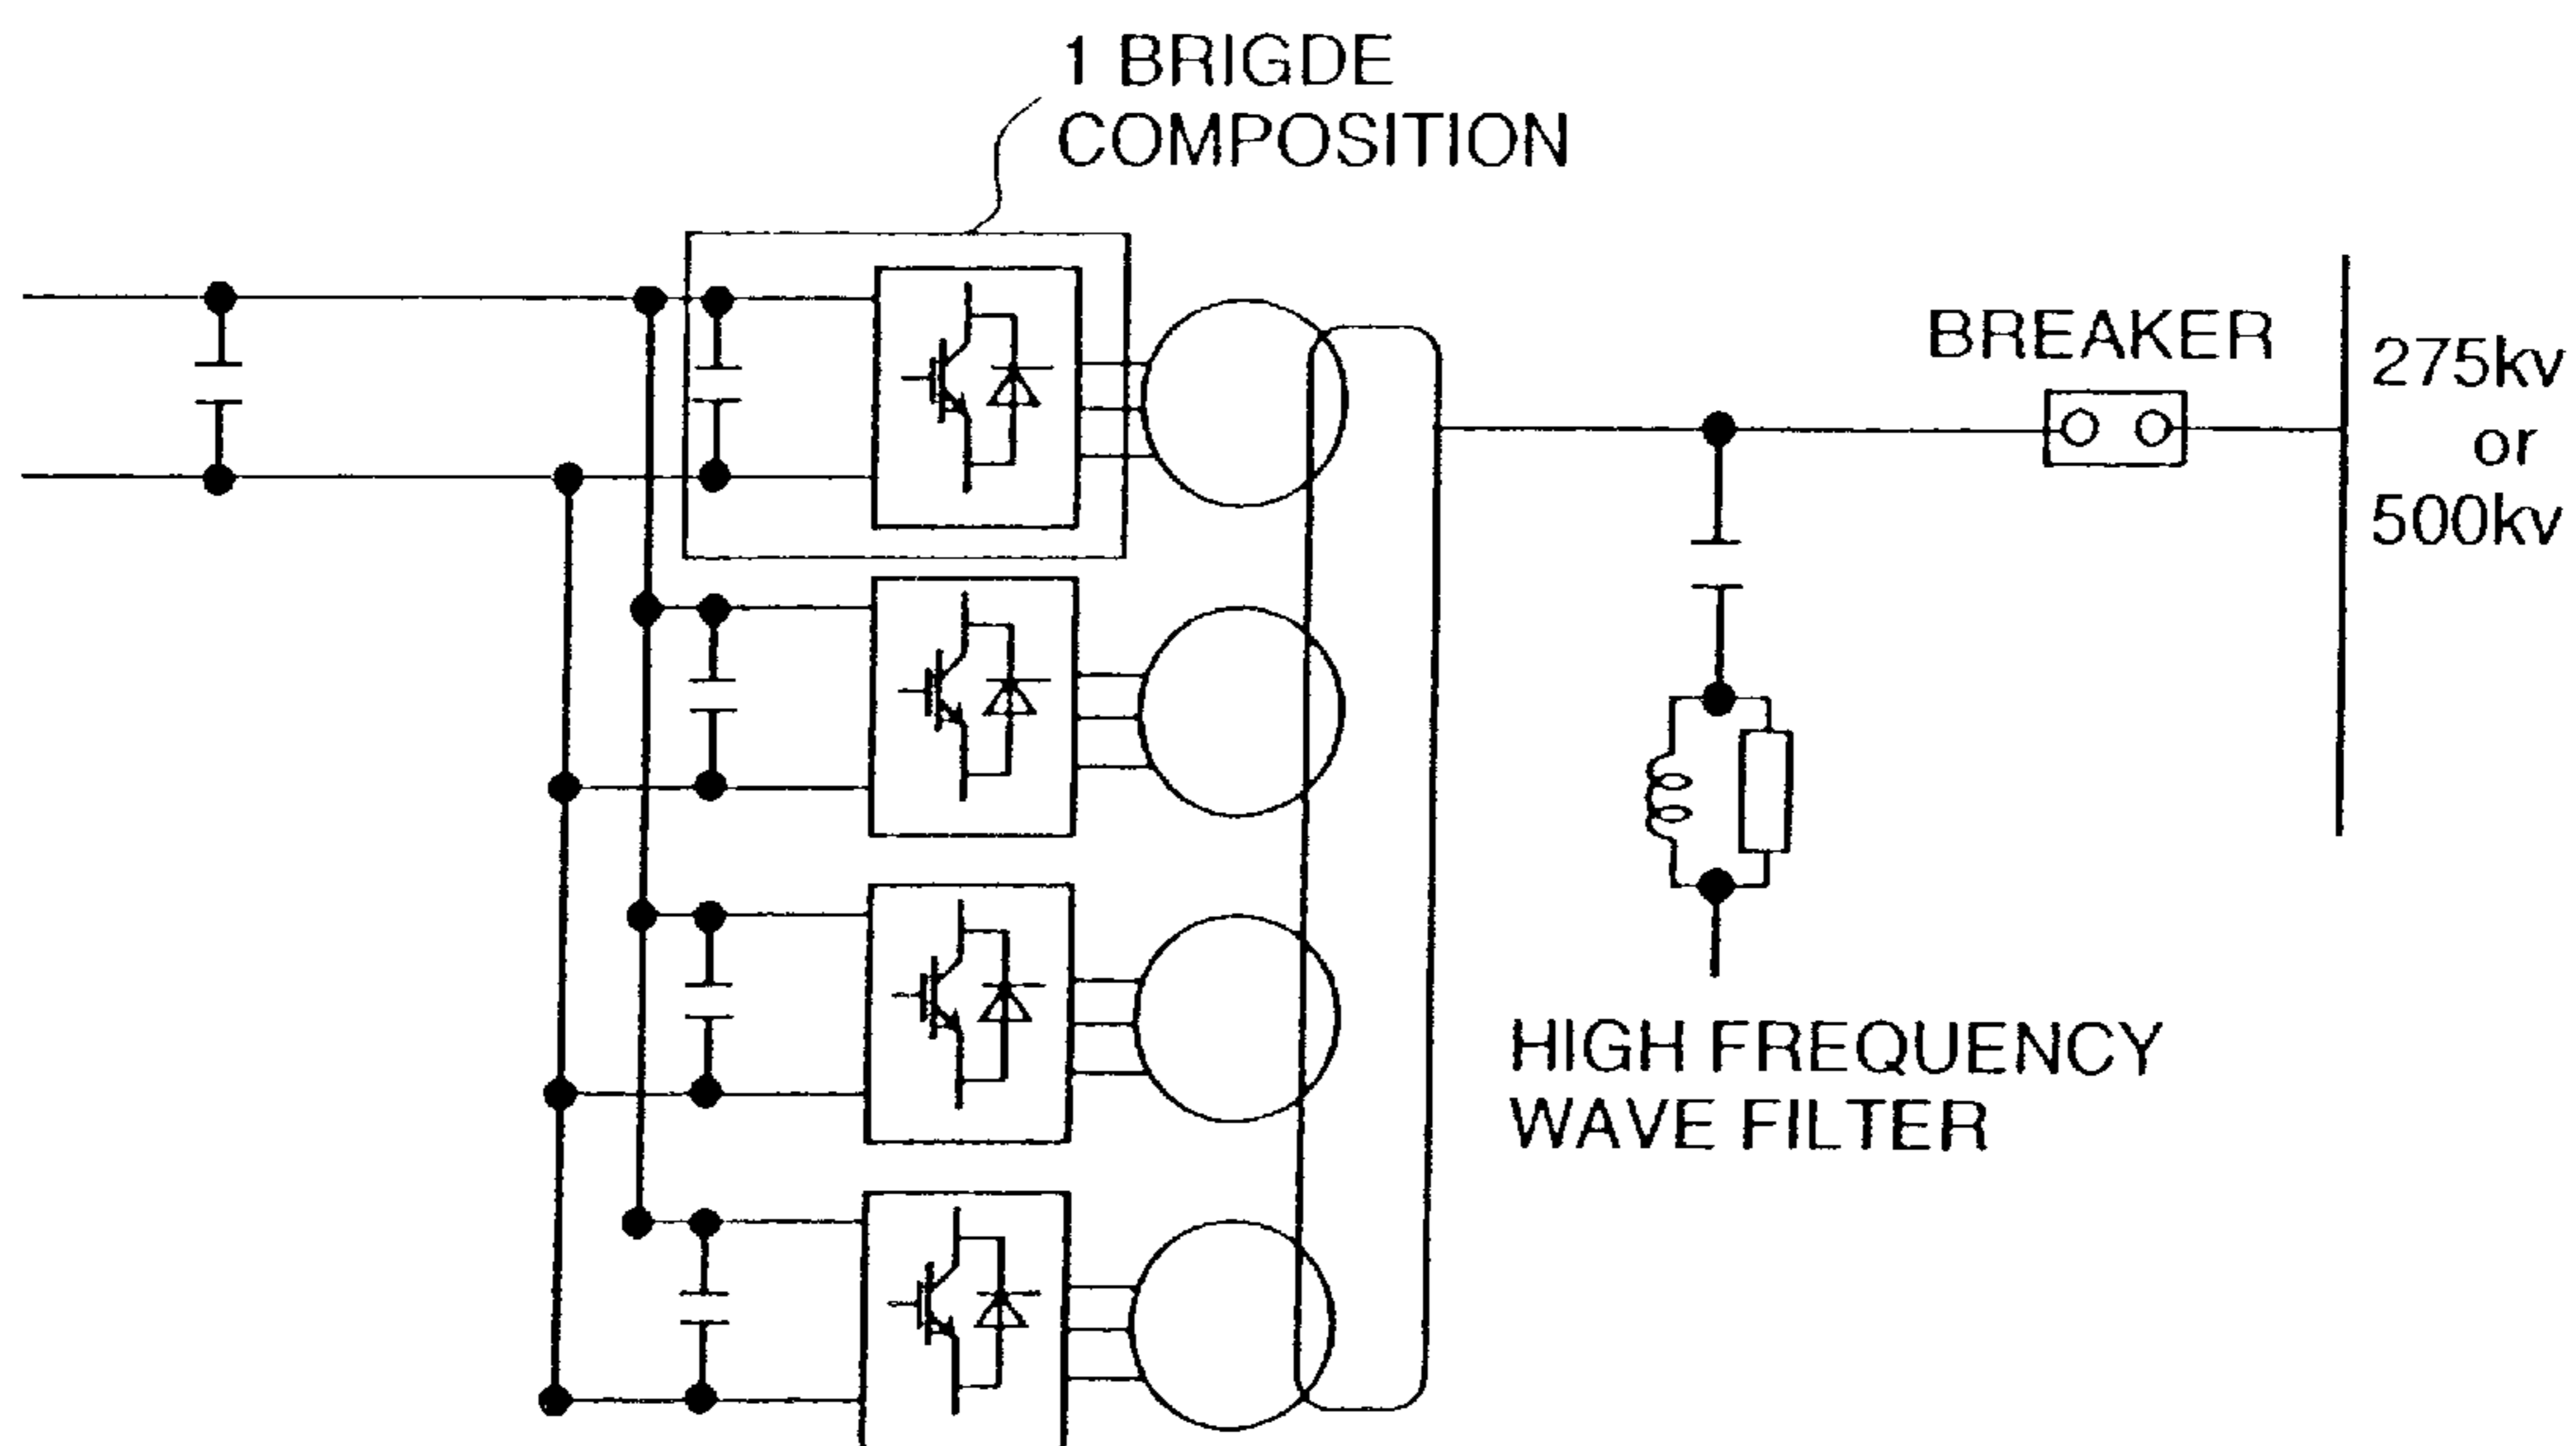 1 BRIGDE
COMPOSITION
BREAKER
275kv
or
500kv
HIGH FREQUENCY
WAVE FILTER